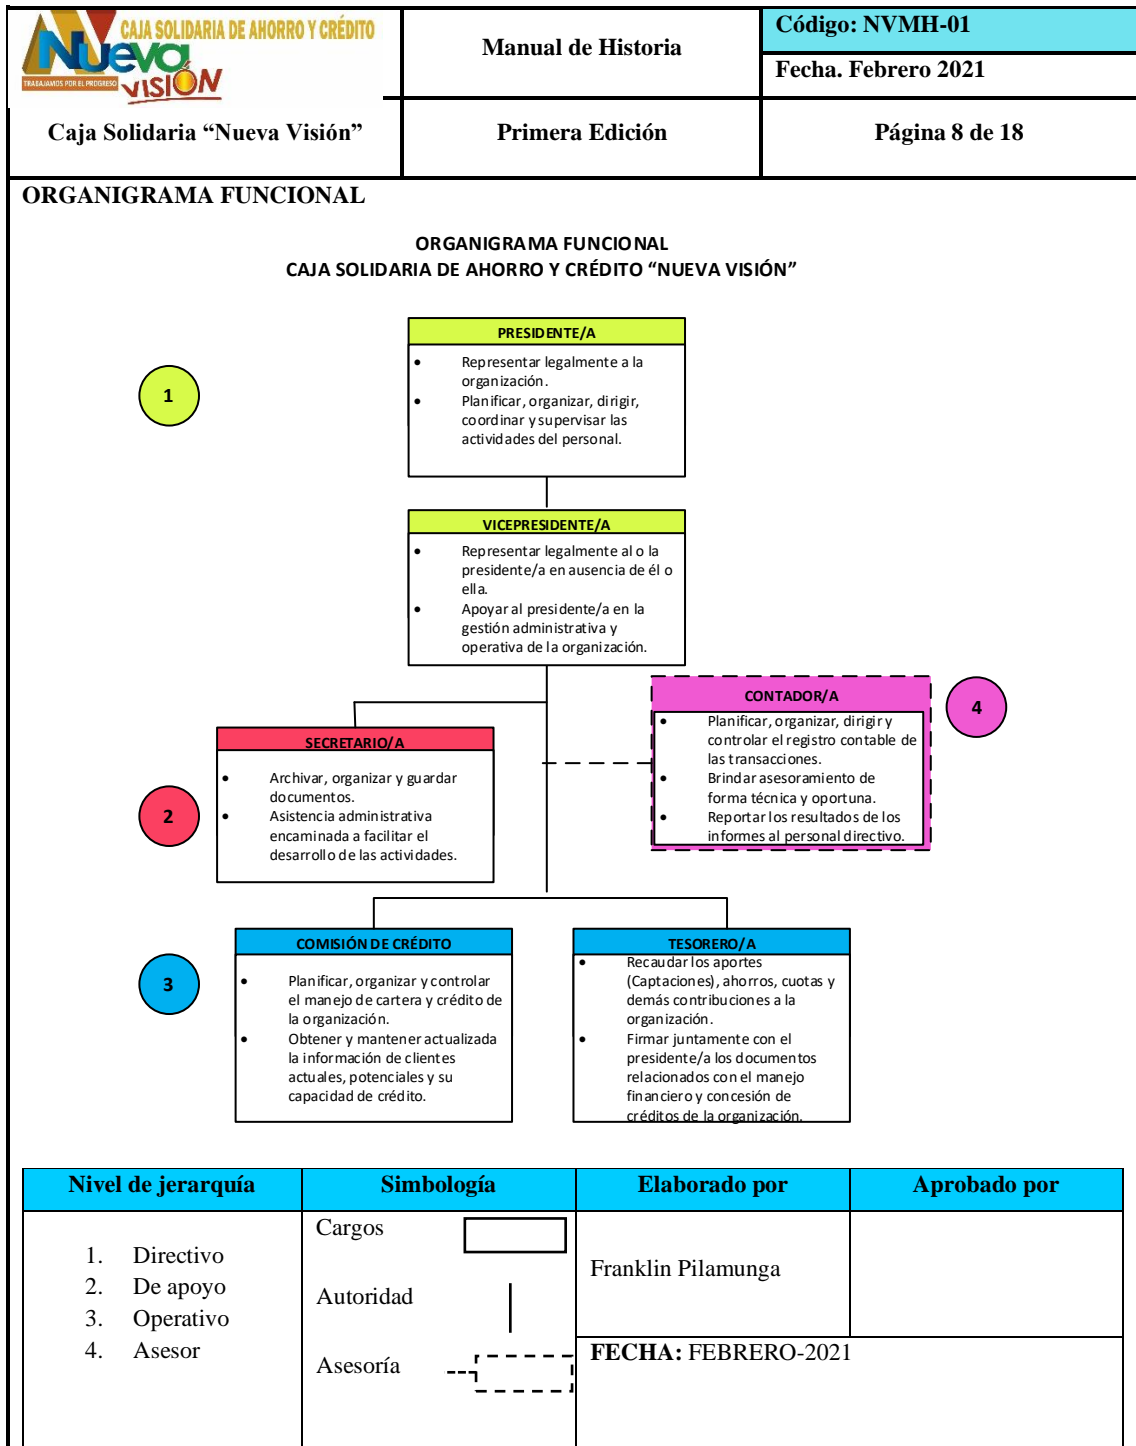 CAJA SOLIDARIA DE AHORRO Y CRÉDITO
Nueva
TRABAJAMOS POR EL PROGRESO
VISIÓN
Manual de Historia
Código: NVMH-01
Fecha. Febrero 2021
Caja Solidaria “Nueva Visión”
Primera Edición
Página 8 de 18
ORGANIGRAMA FUNCIONAL
ORGANIGRAMA FUNCIONAL
CAJA SOLIDARIA DE AHORRO Y CRÉDITO “NUEVA VISIÓN”
1
PRESIDENTE/A
• Representar legalmente a la
organización.
• Planificar, organizar, dirigir,
coordinar y supervisar las
actividades del personal.
VICEPRESIDENTE/A
• Representar legalmente al o la
presidente/a en ausencia de él o
ella.
• Apoyar al presidente/a en la
gestión administrativa y
operativa de la organización.
CONTADOR/A
• Planificar, organizar, dirigir y
controlar el registro contable de
las transacciones.
• Brindar asesoramiento de
forma técnica y oportuna.
• Reportar los resultados de los
informes al personal directivo.
4
2
SECRETARIO/A
• Archivar, organizar y guardar
documentos.
• Asistencia administrativa
encaminada a facilitar el
desarrollo de las actividades.
3
COMISIÓN DE CRÉDITO
• Planificar, organizar y controlar
el manejo de cartera y crédito de
la organización.
• Obtener y mantener actualizada
la información de clientes
actuales, potenciales y su
capacidad de crédito.
TESORERO/A
• Recaudar los aportes
(Captaciones), ahorros, cuotas y
demás contribuciones a la
organización.
• Firmar juntamente con el
presidente/a los documentos
relacionados con el manejo
financiero y concesión de
créditos de la organización.
Nivel de jerarquía
Simbología
Elaborado por
Aprobado por
1. Directivo
2. De apoyo
3. Operativo
4. Asesor
Cargos
Autoridad
Asesoría
Franklin Pilamunga
FECHA: FEBRERO-2021